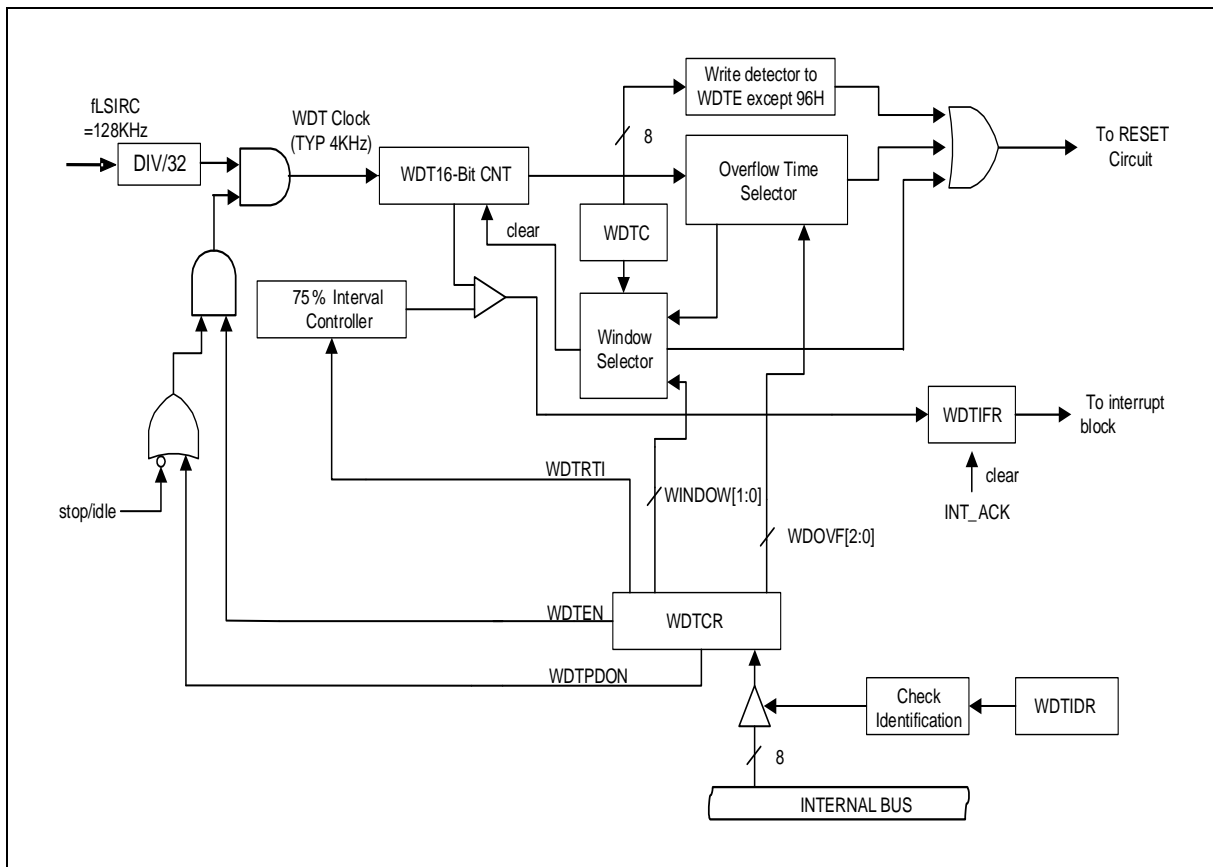 Write detector to
WDTE except 96H
fLSIRC
=128KHz
WDT Clock
(TYP 4KHz)
8
To RESET
Circuit
DIV/32
WDT16-Bit CNT
Overflow Time
Selector
clear
WDTC
75% Interval
Controller
Window
Selector
WDTIFR
To interrupt
block
clear
INT_ACK
WDTRTI
WINDOW[1:0]
stop/idle
WDOVF[2:0]
WDTEN
WDTCR
WDTPDON
Check
Identification
WDTIDR
8
INTERNAL BUS